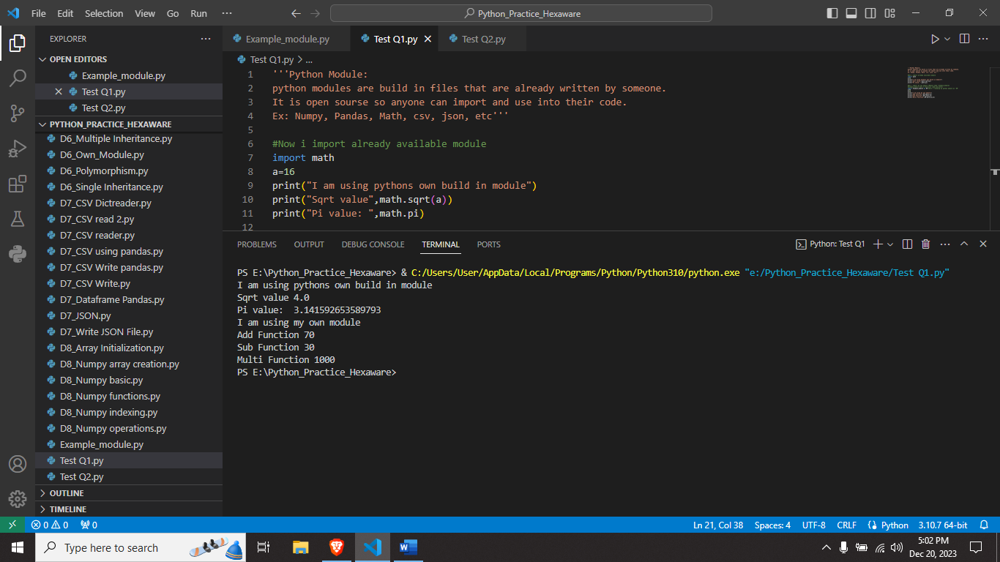 File Edit Selection View Go Run ··· Python_Practice_Hexaware
EXPLORER ···
OPEN EDITORS
Example_module.py
Test Q1.py
Test Q2.py
PYTHON_PRACTICE_HEXAWARE
D6_Multiple Inheritance.py
D6_Own_Module.py
D6_Polymorphism.py
D6_Single Inheritance.py
D7_CSV Dictreader.py
D7_CSV read 2.py
D7_CSV reader.py
D7_CSV using pandas.py
D7_CSV Write pandas.py
D7_CSV Write.py
D7_Dataframe Pandas.py
D7_JSON.py
D7_Write JSON File.py
D8_Array Initialization.py
D8_Numpy array creation.py
D8_Numpy basic.py
D8_Numpy functions.py
D8_Numpy indexing.py
D8_Numpy operations.py
Example_module.py
Test Q1.py
Test Q2.py
OUTLINE
TIMELINE
Example_module.py Test Q1.py Test Q2.py
Test Q1.py > ...
1 '''Python Module:
2 python modules are build in files that are already written by someone.
3 It is open sourse so anyone can import and use into their code.
4 Ex: Numpy, Pandas, Math, csv, json, etc'''
5
6 #Now i import already available module
7 import math
8 a=16
9 print("I am using pythons own build in module")
10 print("Sqrt value",math.sqrt(a))
11 print("Pi value: ",math.pi)
12
PROBLEMS OUTPUT DEBUG CONSOLE TERMINAL PORTS Python: Test Q1
PS E:\Python_Practice_Hexaware> & C:/Users/User/AppData/Local/Programs/Python/Python310/python.exe "e:/Python_Practice_Hexaware/Test Q1.py"
I am using pythons own build in module
Sqrt value 4.0
Pi value:  3.141592653589793
I am using my own module
Add Function 70
Sub Function 30
Multi Function 1000
PS E:\Python_Practice_Hexaware>
0 0 0 Ln 21, Col 38 Spaces: 4 UTF-8 CRLF Python 3.10.7 64-bit
Type here to search
5:02 PM
Dec 20, 2023